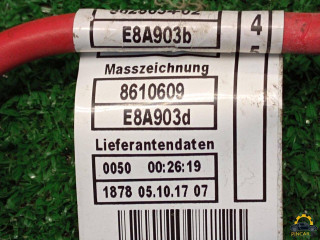 E8A903b
4
Masszeichnung
8610609
E8A903d
Lieferantendaten
0050 00:26:19
1878 05.10.17 07